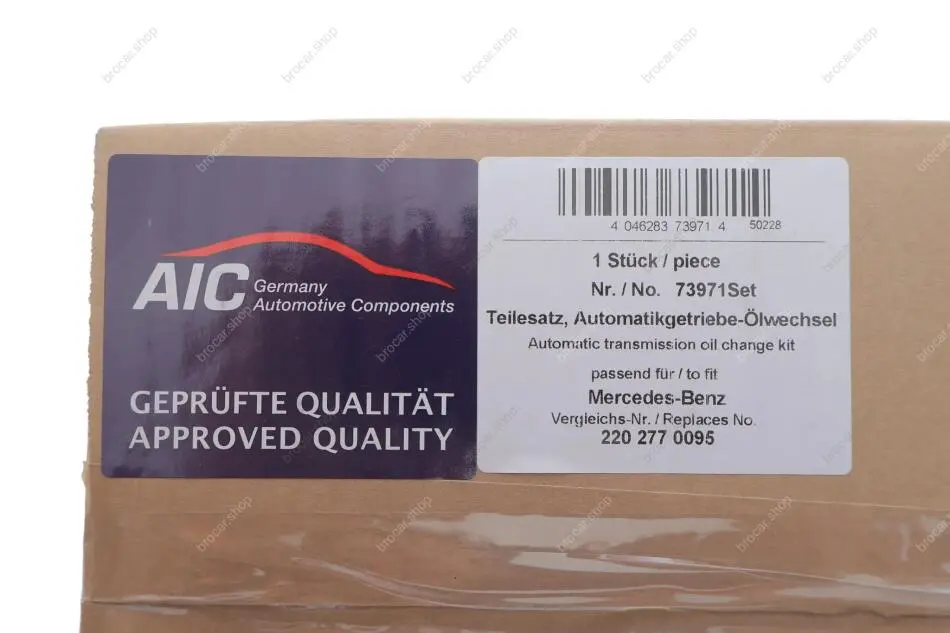 AIC Germany
Automotive Components
GEPRÜFTE QUALITÄT
APPROVED QUALITY
4 046283 73971 4 50228
1 Stück / piece
Nr. / No. 73971Set
Teilesatz, Automatikgetriebe-Ölwechsel
Automatic transmission oil change kit
passend für / to fit
Mercedes-Benz
Vergleichs-Nr. / Replaces No.
220 277 0095
brocar.shop